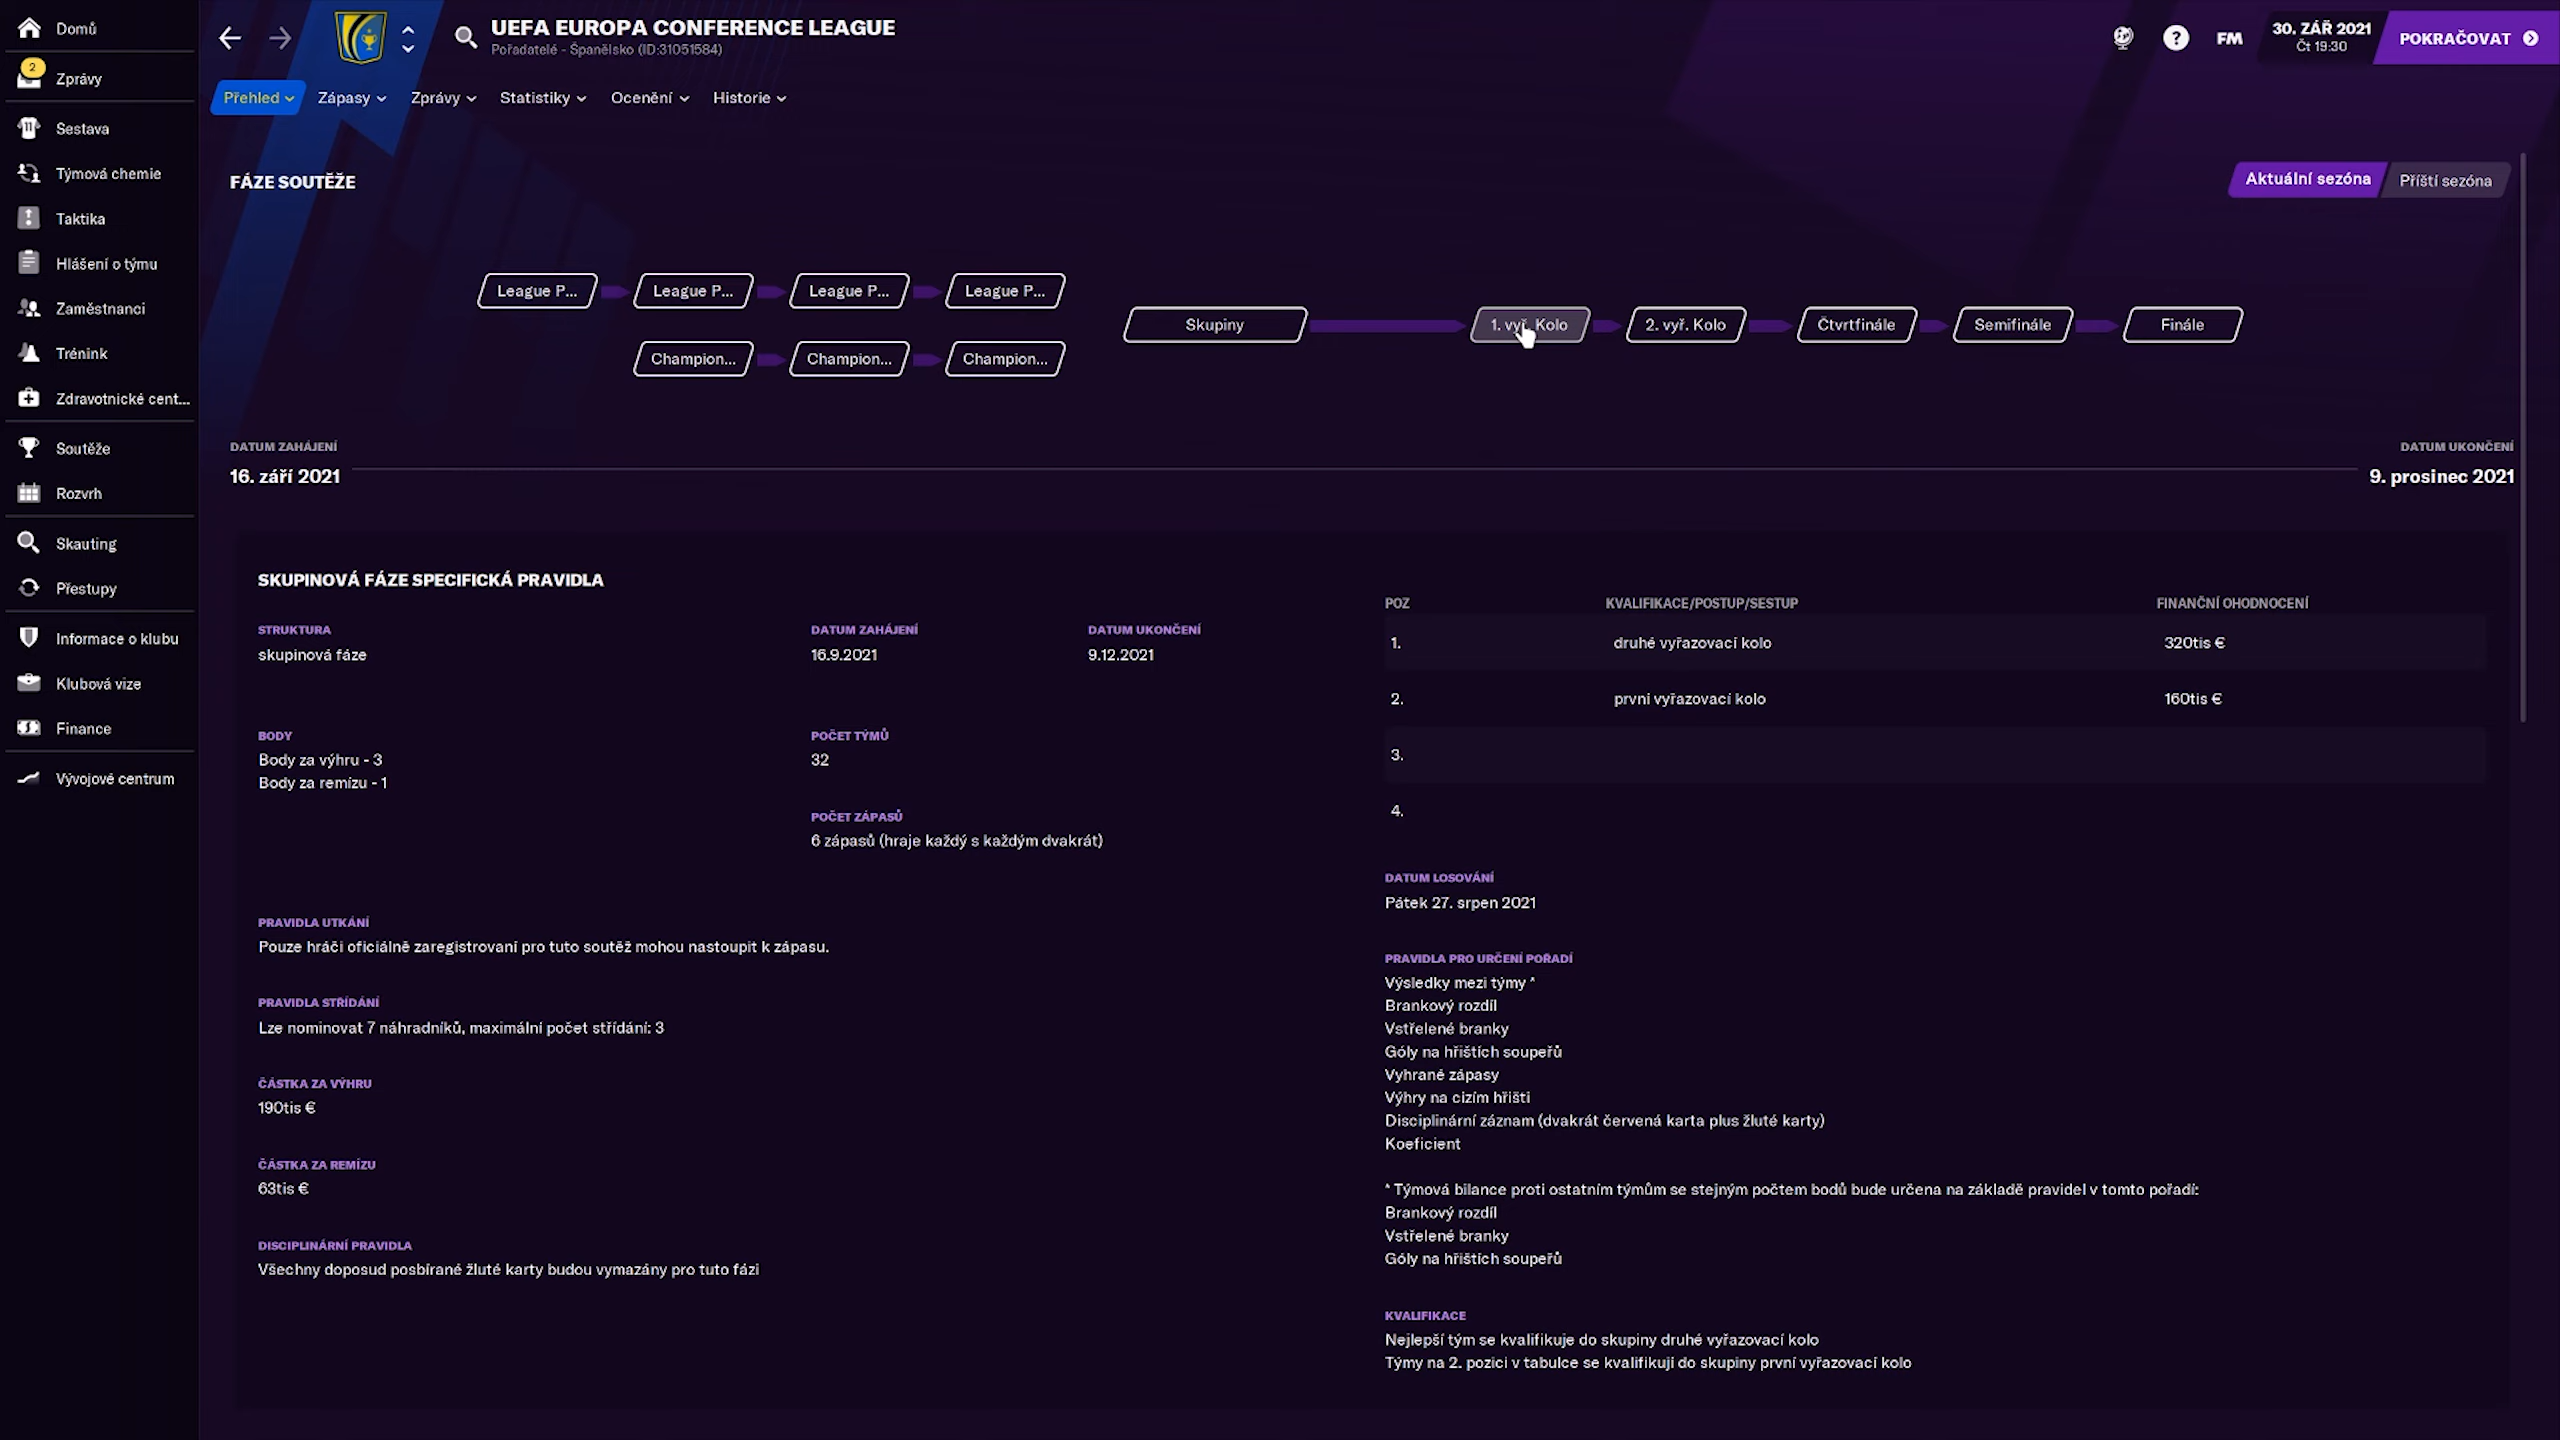 Domů
2
Zprávy
Sestava
Týmová chemie
Taktika
Hlášení o týmu
Zaměstnanci
Trénink
Zdravotnické cent...
Soutěže
Rozvrh
Skauting
Přestupy
Informace o klubu
Klubová vize
Finance
Vývojové centrum
UEFA EUROPA CONFERENCE LEAGUE
Pořadatelé - Španělsko (ID:31051584)
?
FM
30. ZÁŘ 2021
Čt 19:30
POKRAČOVAT
Přehled
Zápasy
Zprávy
Statistiky
Ocenění
Historie
FÁZE SOUTĚŽE
Aktuální sezóna
Příští sezóna
League P...
League P...
League P...
League P...
Champion...
Champion...
Champion...
Skupiny
1. vyř. Kolo
2. vyř. Kolo
Čtvrtfinále
Semifinále
Finále
DATUM ZAHÁJENÍ
16. září 2021
DATUM UKONČENÍ
9. prosinec 2021
SKUPINOVÁ FÁZE SPECIFICKÁ PRAVIDLA
STRUKTURA
skupinová fáze
DATUM ZAHÁJENÍ
16.9.2021
DATUM UKONČENÍ
9.12.2021
BODY
Body za výhru - 3
Body za remízu - 1
POČET TÝMŮ
32
POČET ZÁPASŮ
6 zápasů (hraje každý s každým dvakrát)
PRAVIDLA UTKÁNÍ
Pouze hráči oficiálně zaregistrovaní pro tuto soutěž mohou nastoupit k zápasu.
PRAVIDLA STŘÍDÁNÍ
Lze nominovat 7 náhradníků, maximální počet střídání: 3
ČÁSTKA ZA VÝHRU
190tis €
ČÁSTKA ZA REMÍZU
63tis €
DISCIPLINÁRNÍ PRAVIDLA
Všechny doposud posbírané žluté karty budou vymazány pro tuto fázi
POZ KVALIFIKACE/POSTUP/SESTUP FINANČNÍ OHODNOCENÍ
1. druhé vyřazovací kolo 320tis €
2. první vyřazovací kolo 160tis €
3.
4.
DATUM LOSOVÁNÍ
Pátek 27. srpen 2021
PRAVIDLA PRO URČENÍ POŘADÍ
Výsledky mezi týmy *
Brankový rozdíl
Vstřelené branky
Góly na hřištích soupeřů
Vyhrané zápasy
Výhry na cizím hřišti
Disciplinární záznam (dvakrát červená karta plus žluté karty)
Koeficient
* Týmová bilance proti ostatním týmům se stejným počtem bodů bude určena na základě pravidel v tomto pořadí:
Brankový rozdíl
Vstřelené branky
Góly na hřištích soupeřů
KVALIFIKACE
Nejlepší tým se kvalifikuje do skupiny druhé vyřazovací kolo
Týmy na 2. pozici v tabulce se kvalifikují do skupiny první vyřazovací kolo